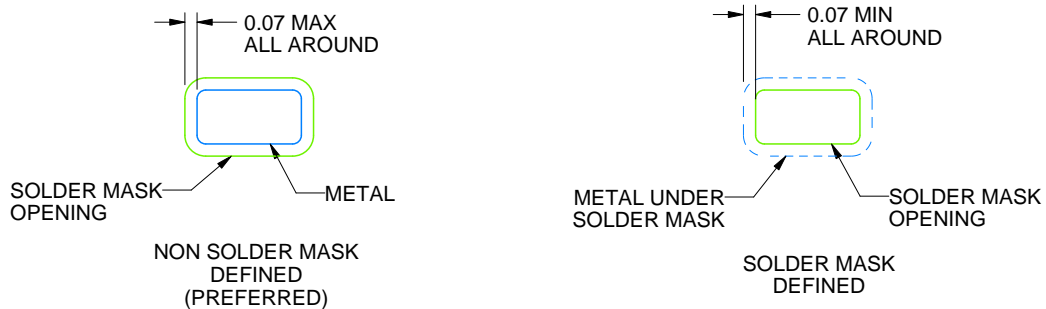 0.07 MAX
ALL AROUND
SOLDER MASK
OPENING
METAL
NON SOLDER MASK
DEFINED
(PREFERRED)
0.07 MIN
ALL AROUND
METAL UNDER
SOLDER MASK
SOLDER MASK
OPENING
SOLDER MASK
DEFINED